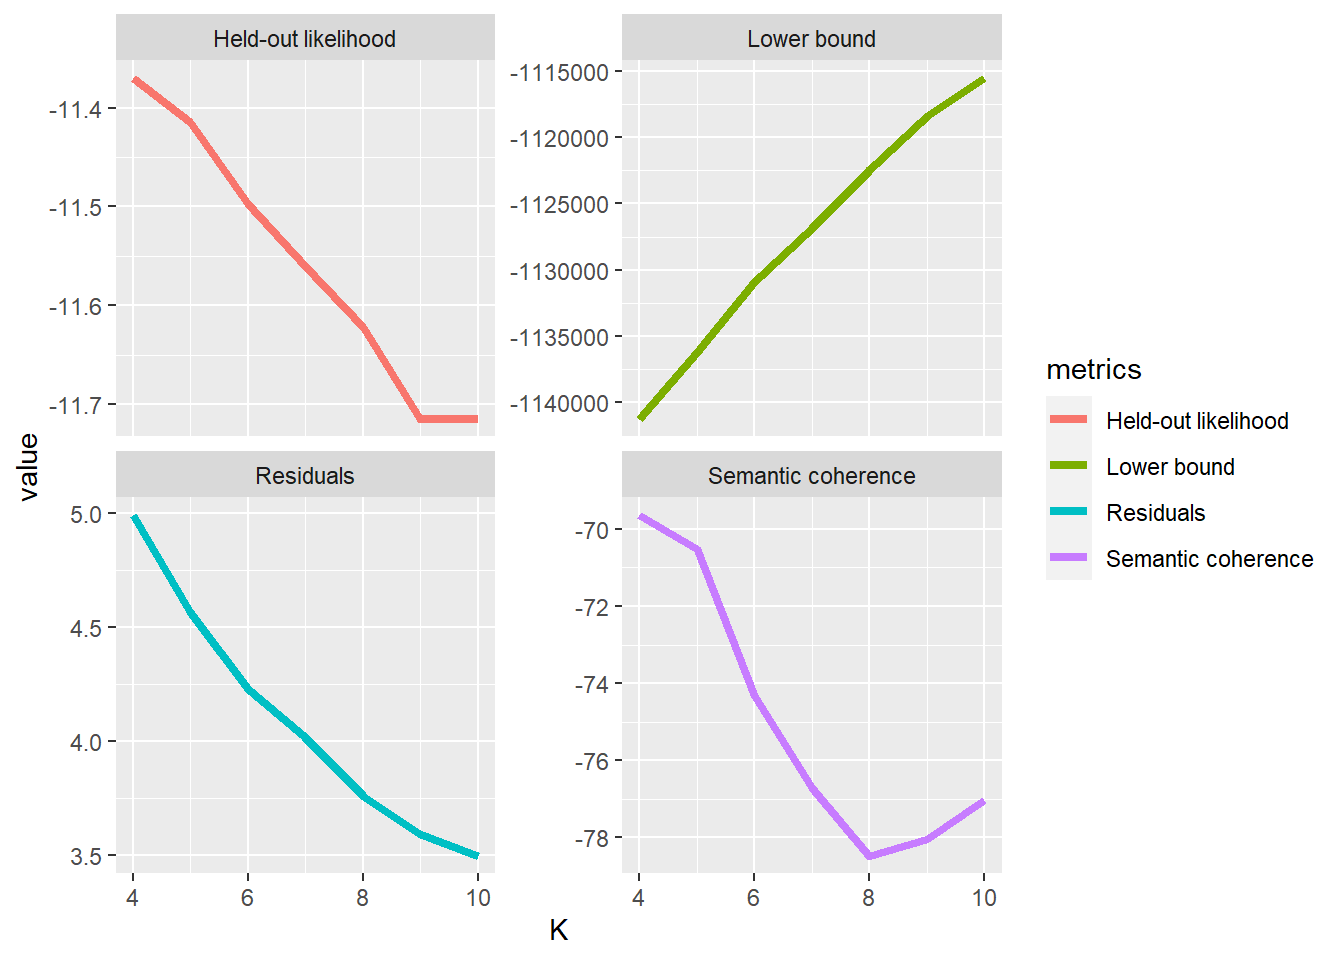 Held-out likelihood
Lower bound
-11.4
-11.5
-11.6
-11.7
-1115000
-1120000
-1125000
-1130000
-1135000
-1140000
value
Residuals
Semantic coherence
5.0
4.5
4.0
3.5
-70
-72
-74
-76
-78
4 6 8 10
4 6 8 10
K
metrics
Held-out likelihood
Lower bound
Residuals
Semantic coherence